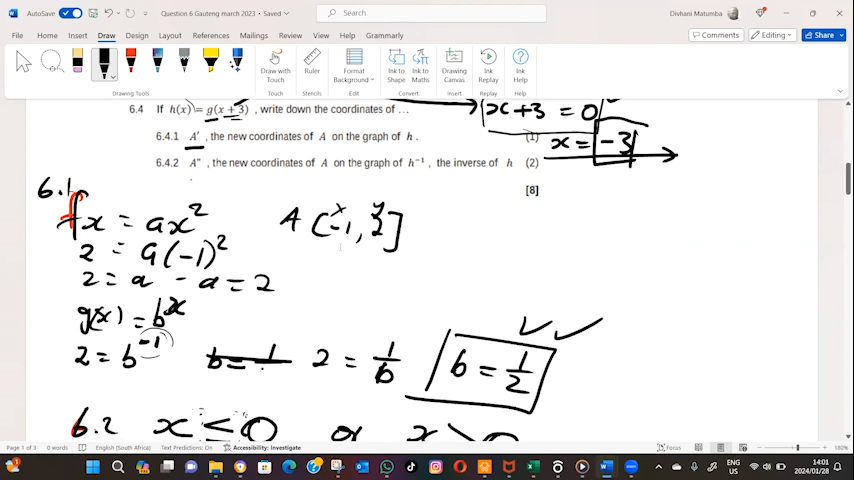 AutoSave On Question 6 Gauteng march 2023 • Saved Search Divhani Matumba
File Home Insert Draw Design Layout References Mailings Review View Help Grammarly Comments Editing Share
Draw with Touch Ruler Format Background Ink to Shape Ink to Maths Drawing Canvas Ink Replay Ink Help
Drawing Tools Edit Convert Insert Replay Help
6.4 If h(x) = g(x + 3) , write down the coordinates of ...
x+3 = 0
6.4.1 A′, the new coordinates of A on the graph of h. (1)
x = -3
6.4.2 A″, the new coordinates of A on the graph of h⁻¹, the inverse of h (2)
[8]
6.1
fx = ax²
A (-1, 2]
x y
2 = a(-1)²
2 = a - a = 2
g(x) = b^x
2 = b^-1 b = 1 2 = 1/b b = 1/2
6.2 x ≤ 0 or x > 0
Page 1 of 3 0 words English (South Africa) Text Predictions: On Accessibility: Investigate Focus 180%
ENG US 14:01 2024/01/28